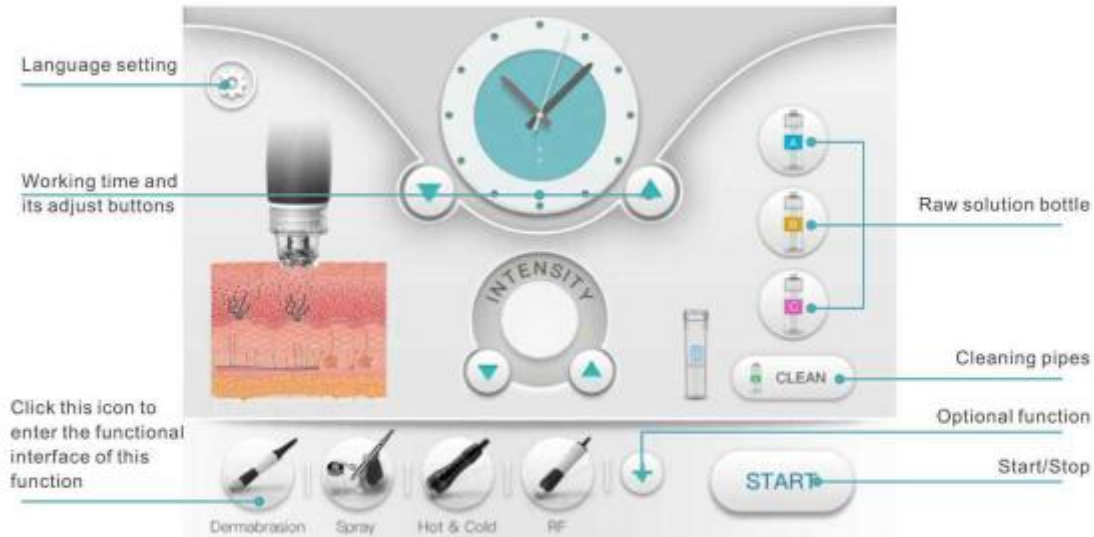 Language setting
Working time and
its adjust buttons
INTENSITY
A
B
C
Raw solution bottle
CLEAN
Cleaning pipes
Click this icon to
enter the functional
interface of this
function
Optional function
START
Start/Stop
Dermabrasion
Spray
Hot & Cold
RF